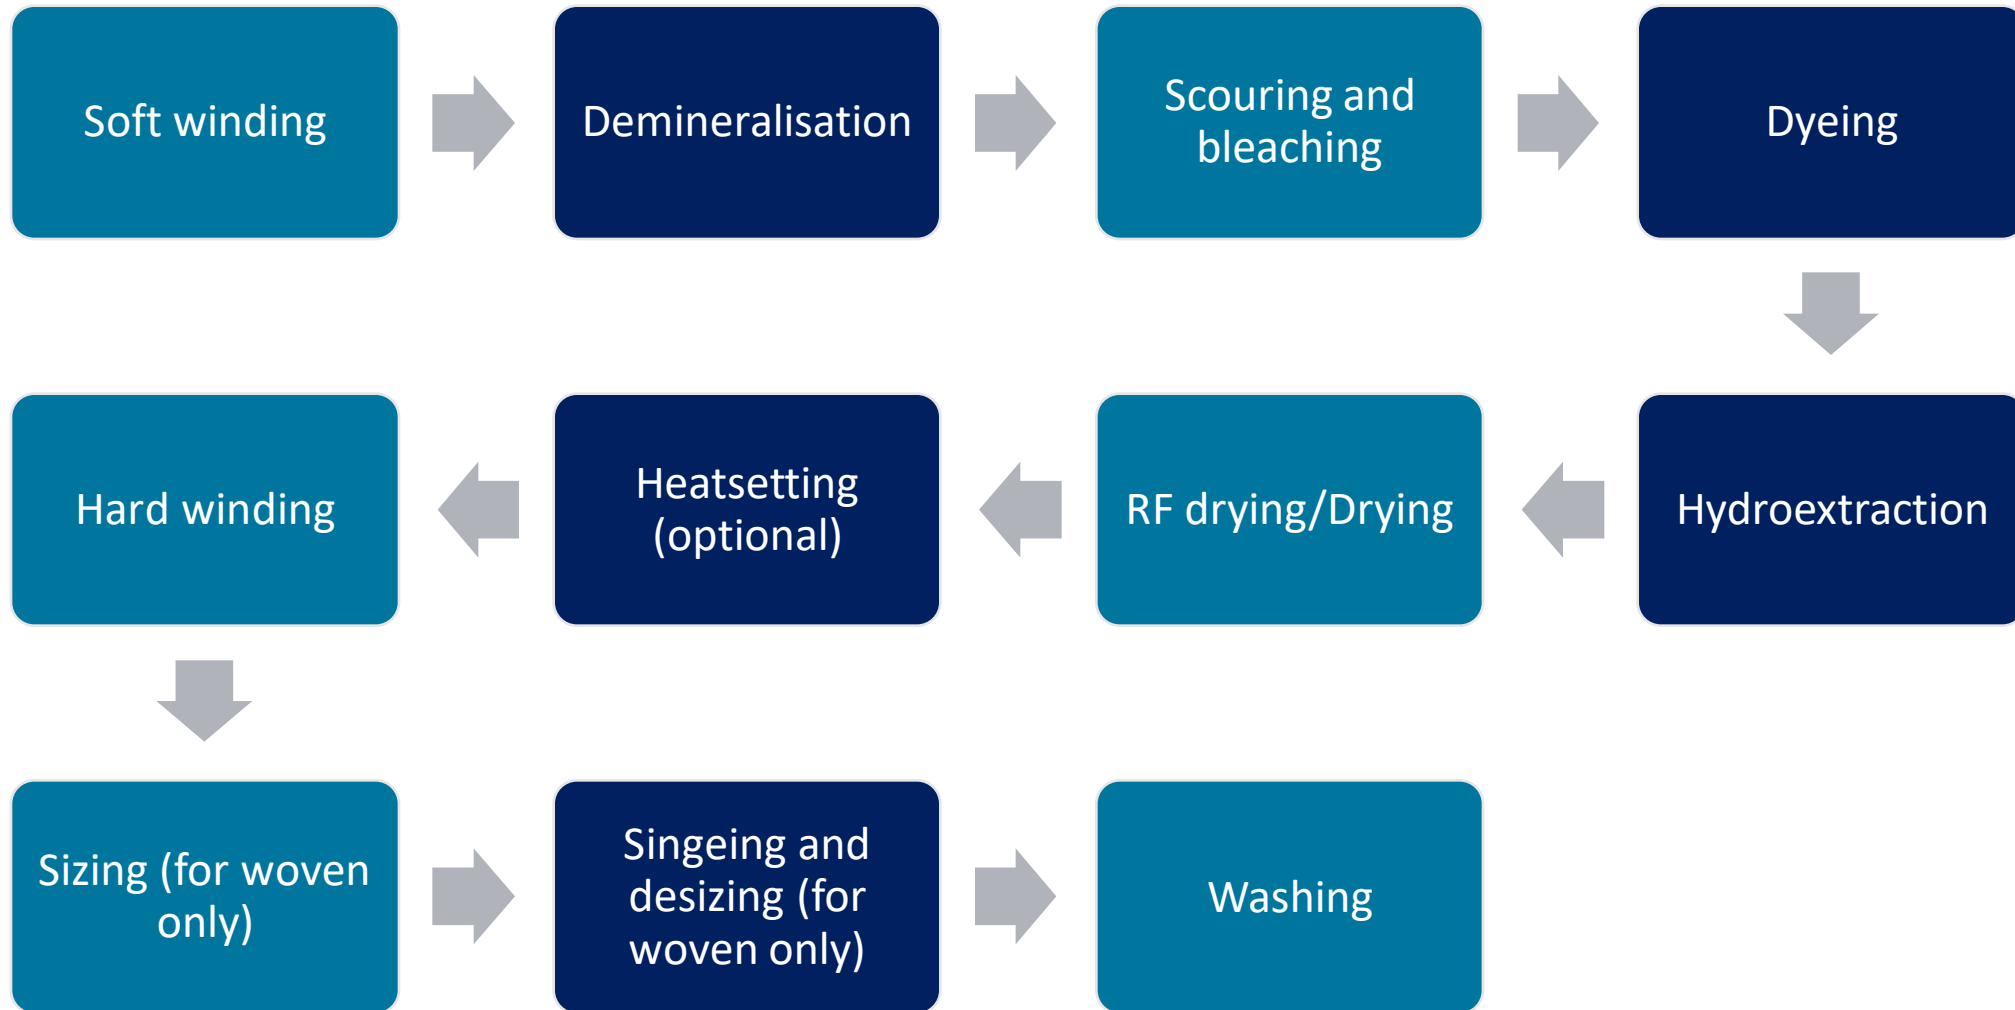 Soft winding
Demineralisation
Scouring and
bleaching
Dyeing
Hydroextraction
RF drying/Drying
Heatsetting
(optional)
Hard winding
Sizing (for woven
only)
Singeing and
desizing (for
woven only)
Washing